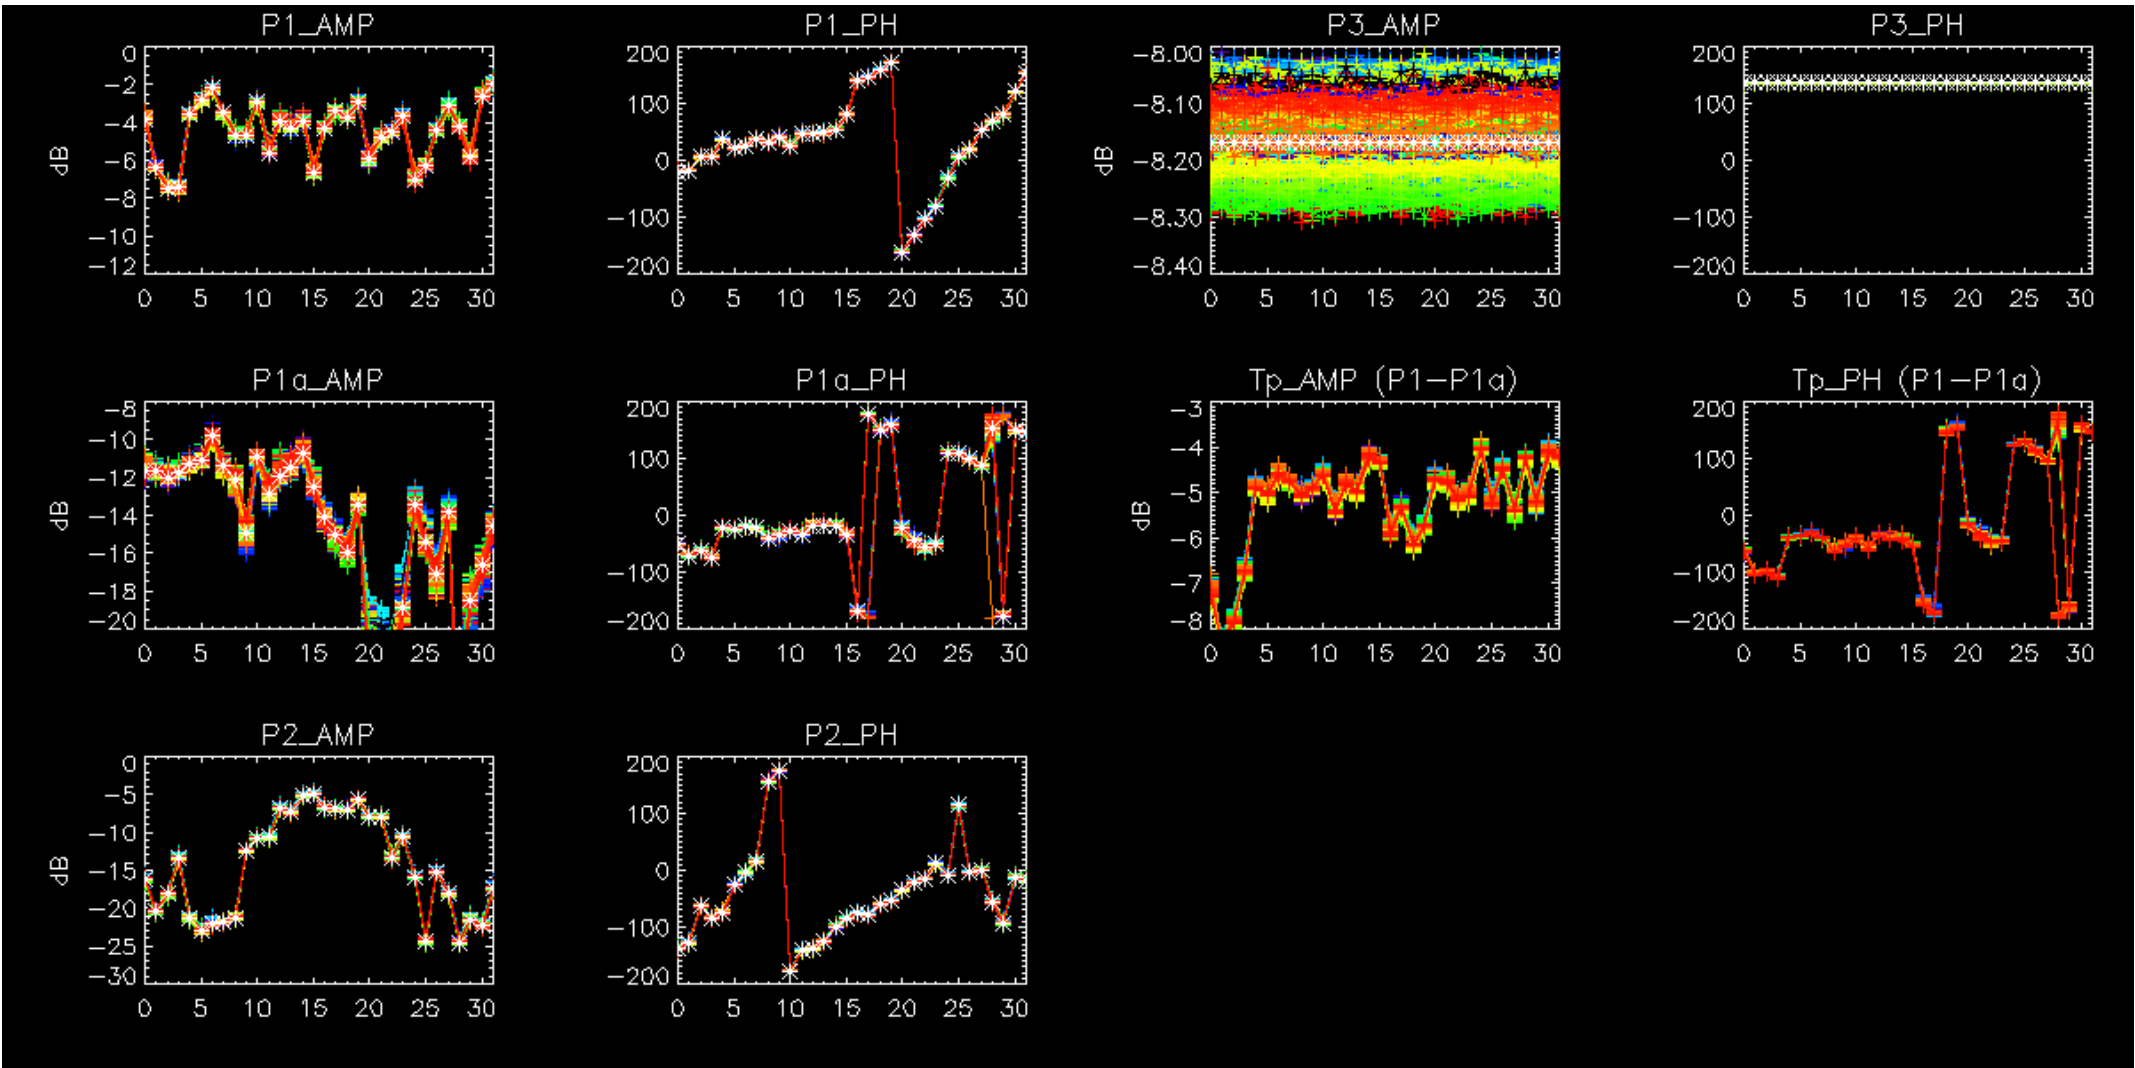 P1_AMP
0
−2
−4
−6
−8
−10
−12
dB
0 5 10 15 20 25 30
P1_PH
200
100
0
−100
−200
0 5 10 15 20 25 30
P3_AMP
−8.00
−8.10
−8.20
−8.30
−8.40
dB
0 5 10 15 20 25 30
P3_PH
200
100
0
−100
−200
0 5 10 15 20 25 30
P1a_AMP
−8
−10
−12
−14
−16
−18
−20
dB
0 5 10 15 20 25 30
P1a_PH
200
100
0
−100
−200
0 5 10 15 20 25 30
Tp_AMP (P1−P1a)
−3
−4
−5
−6
−7
−8
dB
0 5 10 15 20 25 30
Tp_PH (P1−P1a)
200
100
0
−100
−200
0 5 10 15 20 25 30
P2_AMP
0
−5
−10
−15
−20
−25
−30
dB
0 5 10 15 20 25 30
P2_PH
200
100
0
−100
−200
0 5 10 15 20 25 30